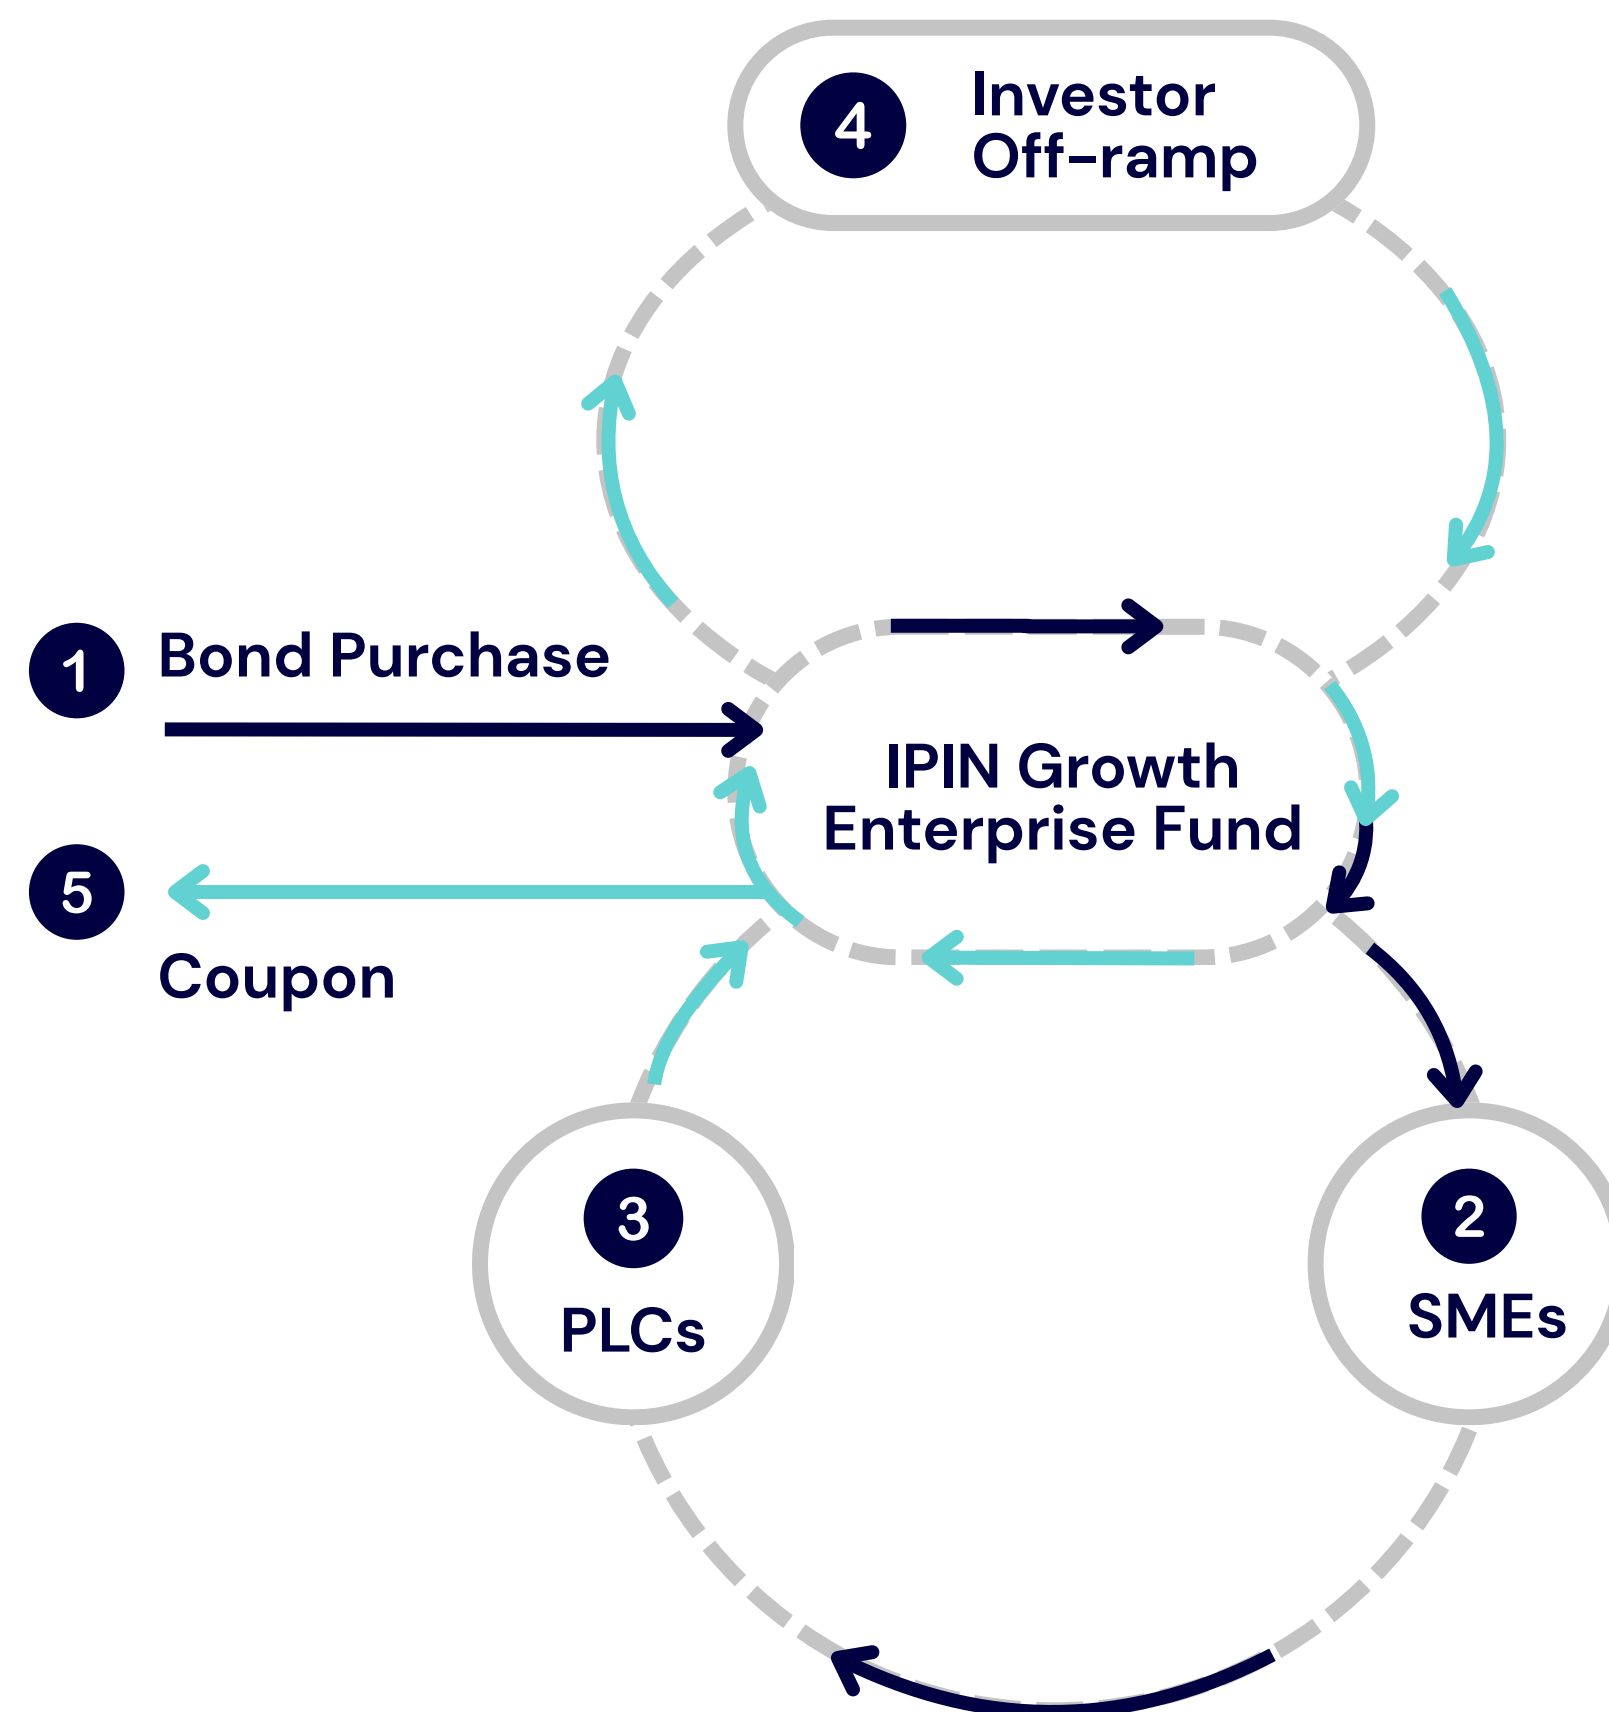 4
Investor
Off-ramp
1
Bond Purchase
IPIN Growth
Enterprise Fund
5
Coupon
3
PLCs
2
SMEs